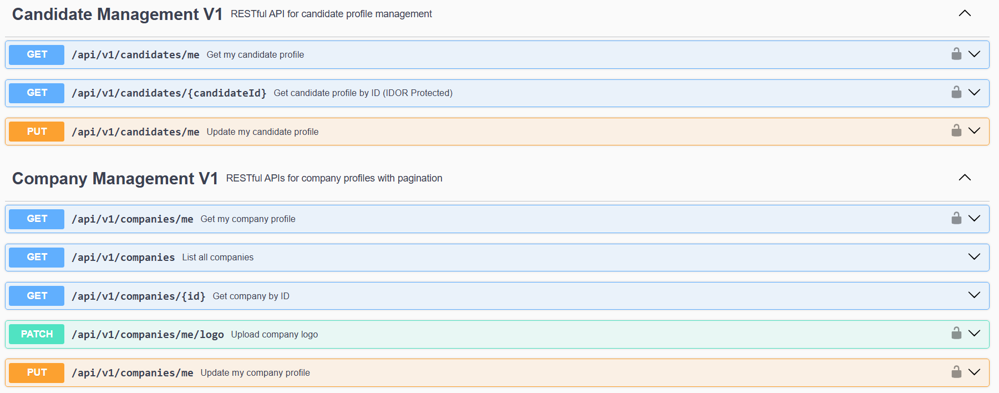 Candidate Management V1 RESTful API for candidate profile management
GET /api/v1/candidates/me Get my candidate profile
GET /api/v1/candidates/{candidateId} Get candidate profile by ID (IDOR Protected)
PUT /api/v1/candidates/me Update my candidate profile
Company Management V1 RESTful APIs for company profiles with pagination
GET /api/v1/companies/me Get my company profile
GET /api/v1/companies List all companies
GET /api/v1/companies/{id} Get company by ID
PATCH /api/v1/companies/me/logo Upload company logo
PUT /api/v1/companies/me Update my company profile